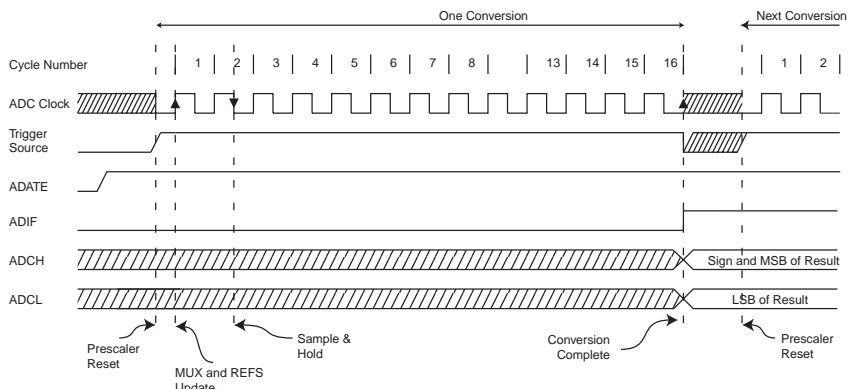 One Conversion
Next Conversion
Cycle Number 1 2 3 4 5 6 7 8 13 14 15 16 1 2
ADC Clock
Trigger
Source
ADATE
ADIF
ADCH Sign and MSB of Result
ADCL LSB of Result
Prescaler
Reset
MUX and REFS
Update
Sample &
Hold
Conversion
Complete
Prescaler
Reset